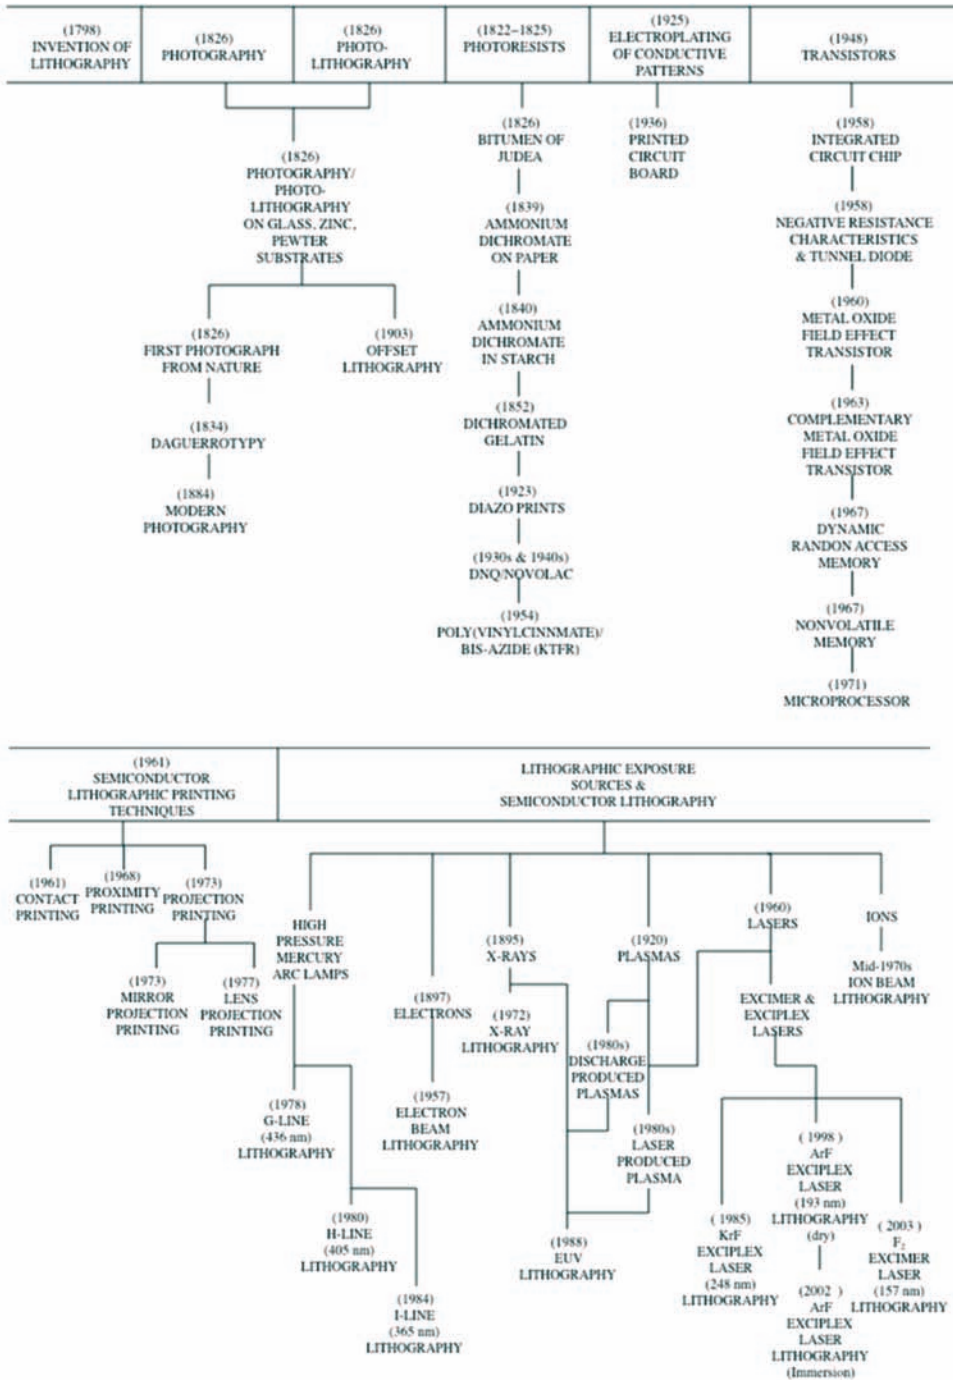 (1798)
INVENTION OF
LITHOGRAPHY
(1826)
PHOTOGRAPHY
(1826)
PHOTO-
LITHOGRAPHY
(1822–1825)
PHOTORESISTS
(1925)
ELECTROPLATING
OF CONDUCTIVE
PATTERNS
(1948)
TRANSISTORS
(1826)
PHOTOGRAPHY/
PHOTO-
LITHOGRAPHY
ON GLASS, ZINC,
PEWTER
SUBSTRATES
(1826)
FIRST PHOTOGRAPH
FROM NATURE
(1903)
OFFSET
LITHOGRAPHY
(1834)
DAGUERROTYPY
(1884)
MODERN
PHOTOGRAPHY
(1826)
BITUMEN OF
JUDEA
(1839)
AMMONIUM
DICHROMATE
ON PAPER
(1840)
AMMONIUM
DICHROMATE
IN STARCH
(1852)
DICHROMATED
GELATIN
(1923)
DIAZO PRINTS
(1930s & 1940s)
DNQ/NOVOLAC
(1954)
POLY(VINYLCINNMATE)/
BIS-AZIDE (KTFR)
(1936)
PRINTED
CIRCUIT
BOARD
(1958)
INTEGRATED
CIRCUIT CHIP
(1958)
NEGATIVE RESISTANCE
CHARACTERISTICS
& TUNNEL DIODE
(1960)
METAL OXIDE
FIELD EFFECT
TRANSISTOR
(1963)
COMPLEMENTARY
METAL OXIDE
FIELD EFFECT
TRANSISTOR
(1967)
DYNAMIC
RANDON ACCESS
MEMORY
(1967)
NONVOLATILE
MEMORY
(1971)
MICROPROCESSOR
(1961)
SEMICONDUCTOR
LITHOGRAPHIC PRINTING
TECHNIQUES
LITHOGRAPHIC EXPOSURE
SOURCES &
SEMICONDUCTOR LITHOGRAPHY
(1961)
CONTACT
PRINTING
(1968)
PROXIMITY
PRINTING
(1973)
PROJECTION
PRINTING
(1973)
MIRROR
PROJECTION
PRINTING
(1977)
LENS
PROJECTION
PRINTING
HIGH
PRESSURE
MERCURY
ARC LAMPS
(1978)
G-LINE
(436 nm)
LITHOGRAPHY
(1980)
H-LINE
(405 nm)
LITHOGRAPHY
(1984)
I-LINE
(365 nm)
LITHOGRAPHY
(1897)
ELECTRONS
(1957)
ELECTRON
BEAM
LITHOGRAPHY
(1895)
X-RAYS
(1972)
X-RAY
LITHOGRAPHY
(1920)
PLASMAS
(1980s)
DISCHARGE
PRODUCED
PLASMAS
(1980s)
LASER
PRODUCED
PLASMA
(1988)
EUV
LITHOGRAPHY
(1960)
LASERS
EXCIMER &
EXCIPLEX
LASERS
(1985)
KrF
EXCIPLEX
LASER
(248 nm)
LITHOGRAPHY
(1998)
ArF
EXCIPLEX
LASER
(193 nm)
LITHOGRAPHY
(dry)
(2002)
ArF
EXCIPLEX
LASER
LITHOGRAPHY
(Immersion)
(2003)
F₂
EXCIMER
LASER
(157 nm)
LITHOGRAPHY
IONS
Mid-1970s
ION BEAM
LITHOGRAPHY